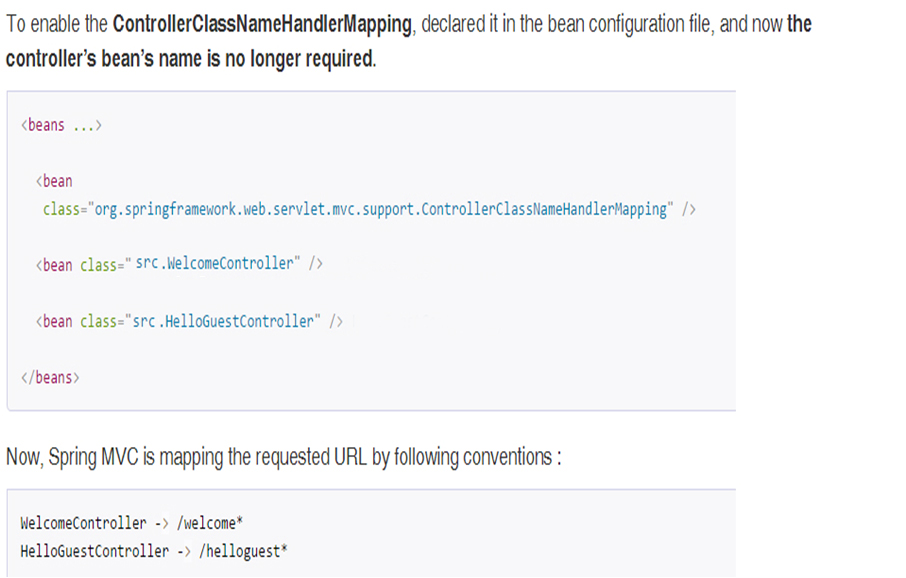 To enable the ControllerClassNameHandlerMapping, declared it in the bean configuration file, and now the
controller’s bean’s name is no longer required.
<beans ...>
<bean
class="org.springframework.web.servlet.mvc.support.ControllerClassNameHandlerMapping" />
<bean class=" src.WelcomeController" />
<bean class="src.HelloGuestController" />
</beans>
Now, Spring MVC is mapping the requested URL by following conventions :
WelcomeController -> /welcome*
HelloGuestController -> /helloguest*